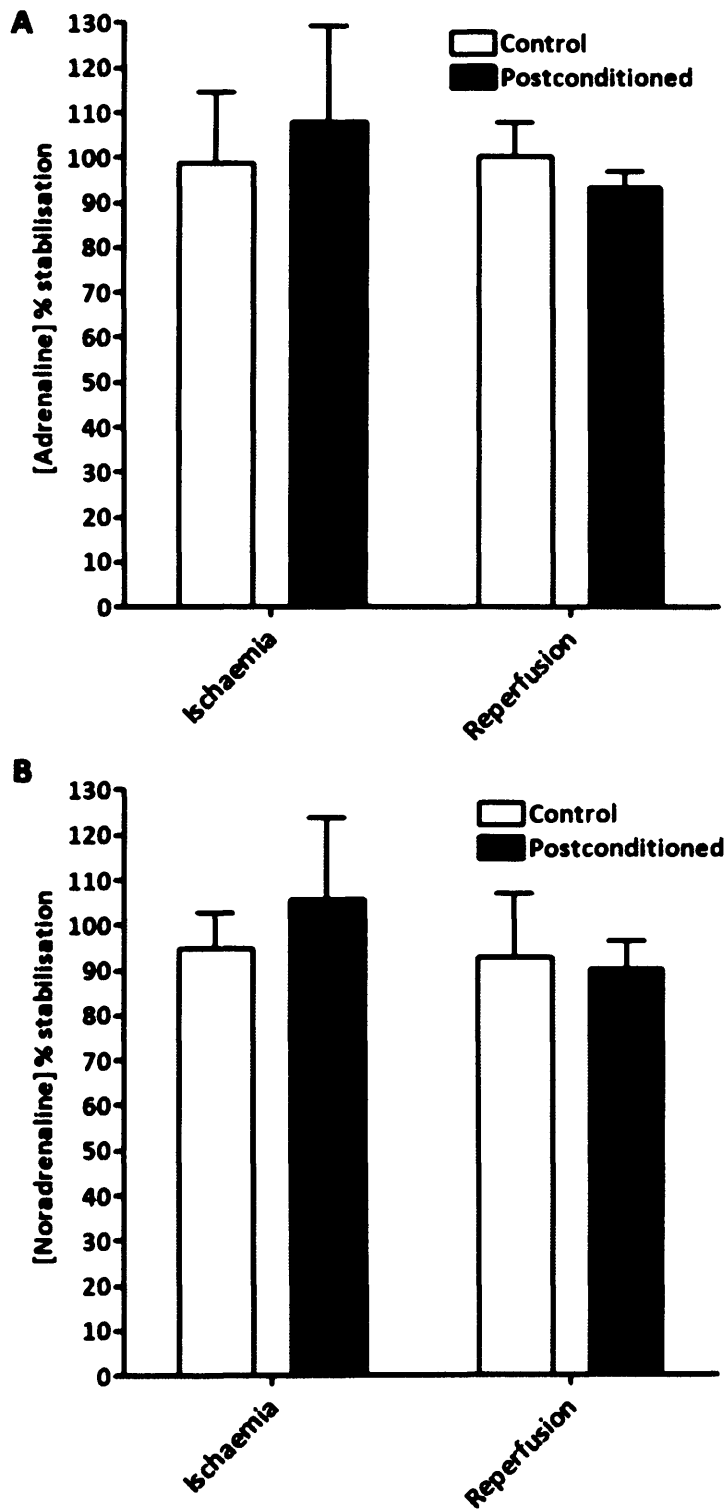 A
[Adrenaline] % stabilisation
130
120
110
100
90
80
70
60
50
40
30
20
10
0
Control
Postconditioned
Ischaemia
Reperfusion
B
[Noradrenaline] % stabilisation
130
120
110
100
90
80
70
60
50
40
30
20
10
0
Control
Postconditioned
Ischaemia
Reperfusion